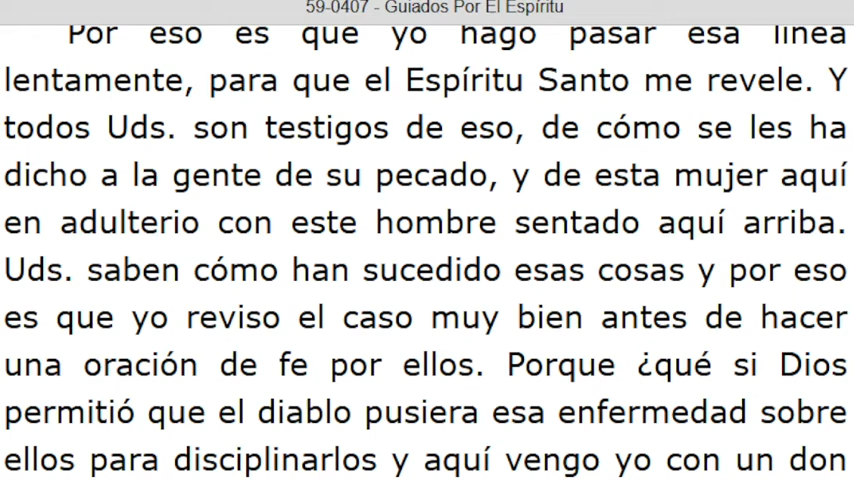 59-0407 - Guiados Por El Espíritu
Por eso es que yo hago pasar esa línea
lentamente, para que el Espíritu Santo me revele. Y
todos Uds. son testigos de eso, de cómo se les ha
dicho a la gente de su pecado, y de esta mujer aquí
en adulterio con este hombre sentado aquí arriba.
Uds. saben cómo han sucedido esas cosas y por eso
es que yo reviso el caso muy bien antes de hacer
una oración de fe por ellos. Porque ¿qué si Dios
permitió que el diablo pusiera esa enfermedad sobre
ellos para disciplinarlos y aquí vengo yo con un don